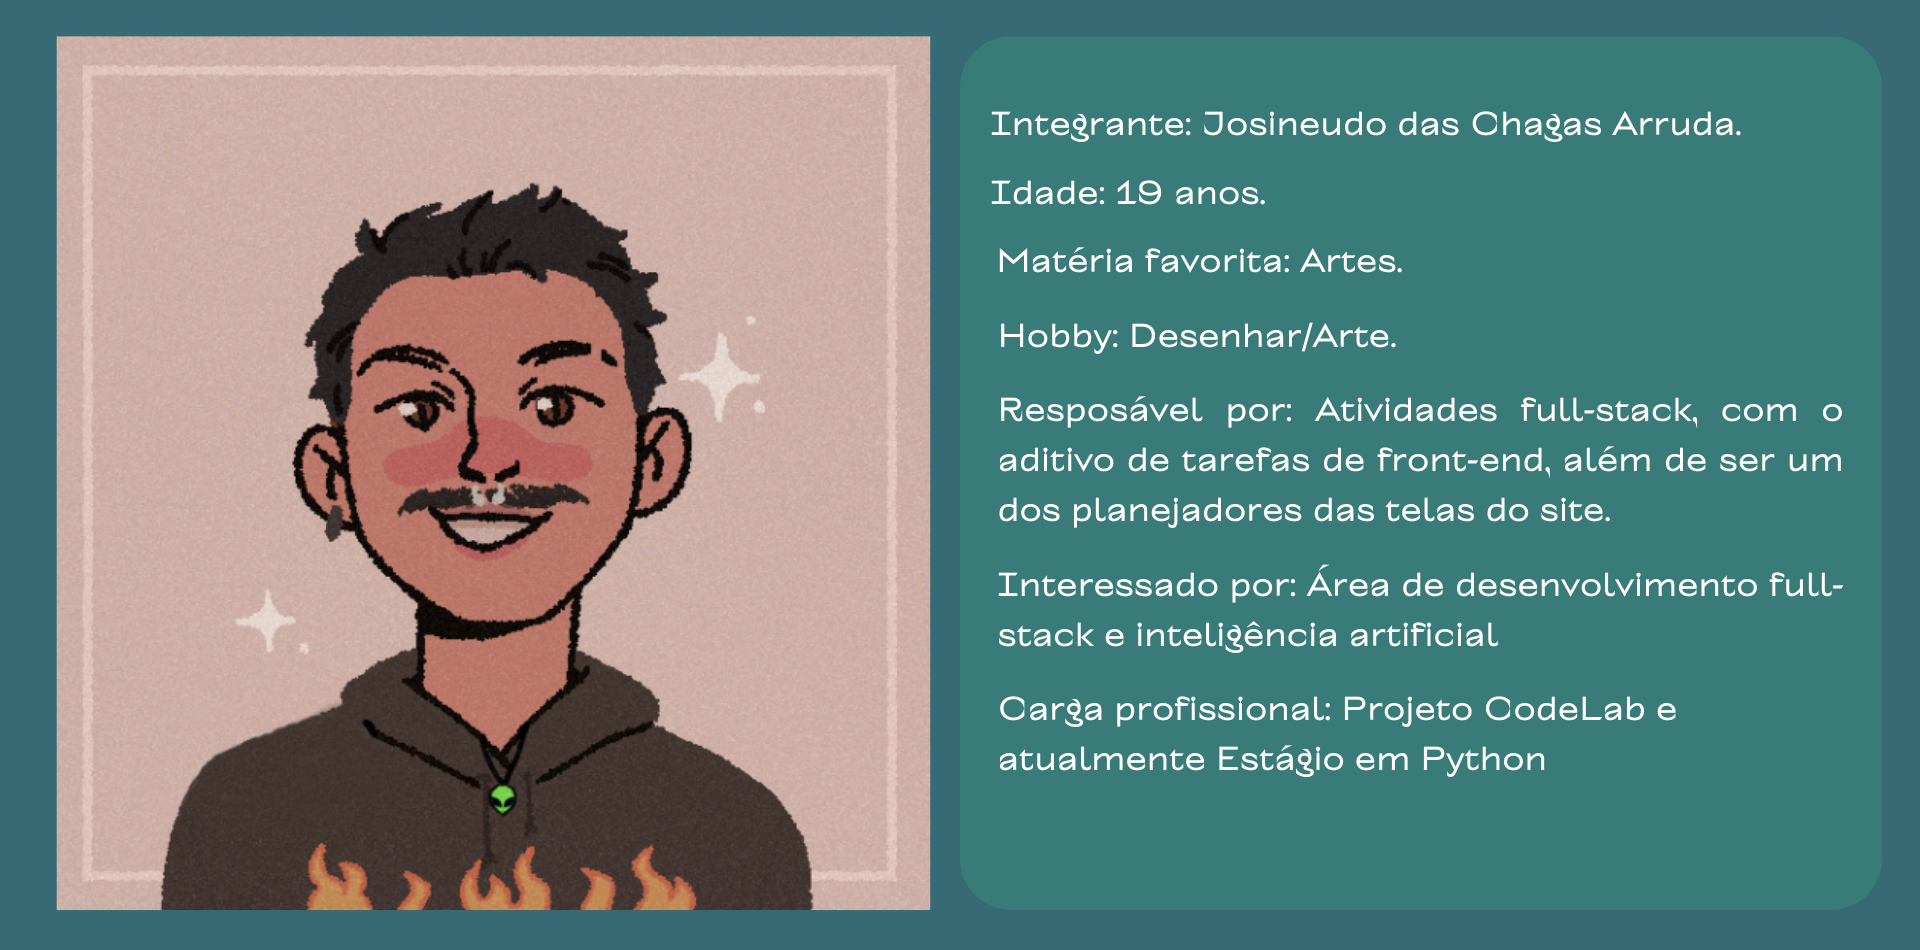 Integrante: Josineudo das Chagas Arruda.
Idade: 19 anos.
Matéria favorita: Artes.
Hobby: Desenhar/Arte.
Resposável por: Atividades full-stack, com o
aditivo de tarefas de front-end, além de ser um
dos planejadores das telas do site.
Interessado por: Área de desenvolvimento full-
stack e inteligência artificial
Carga profissional: Projeto CodeLab e
atualmente Estágio em Python